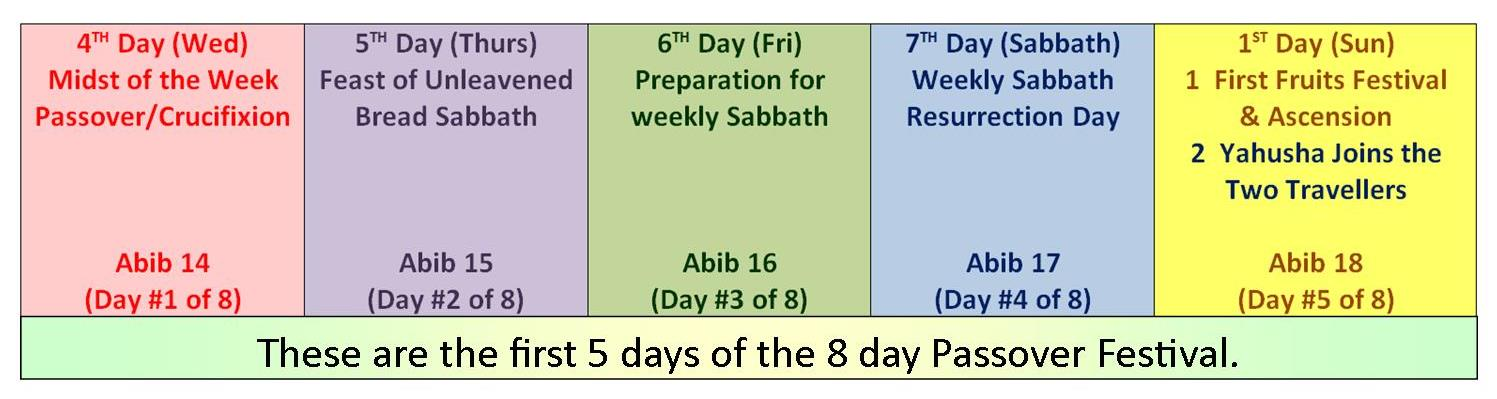 4TH Day (Wed)
Midst of the Week
Passover/Crucifixion
Abib 14
(Day #1 of 8)
5TH Day (Thurs)
Feast of Unleavened
Bread Sabbath
Abib 15
(Day #2 of 8)
6TH Day (Fri)
Preparation for
weekly Sabbath
Abib 16
(Day #3 of 8)
7TH Day (Sabbath)
Weekly Sabbath
Resurrection Day
Abib 17
(Day #4 of 8)
1ST Day (Sun)
1 First Fruits Festival
& Ascension
2 Yahusha Joins the
Two Travellers
Abib 18
(Day #5 of 8)
These are the first 5 days of the 8 day Passover Festival.